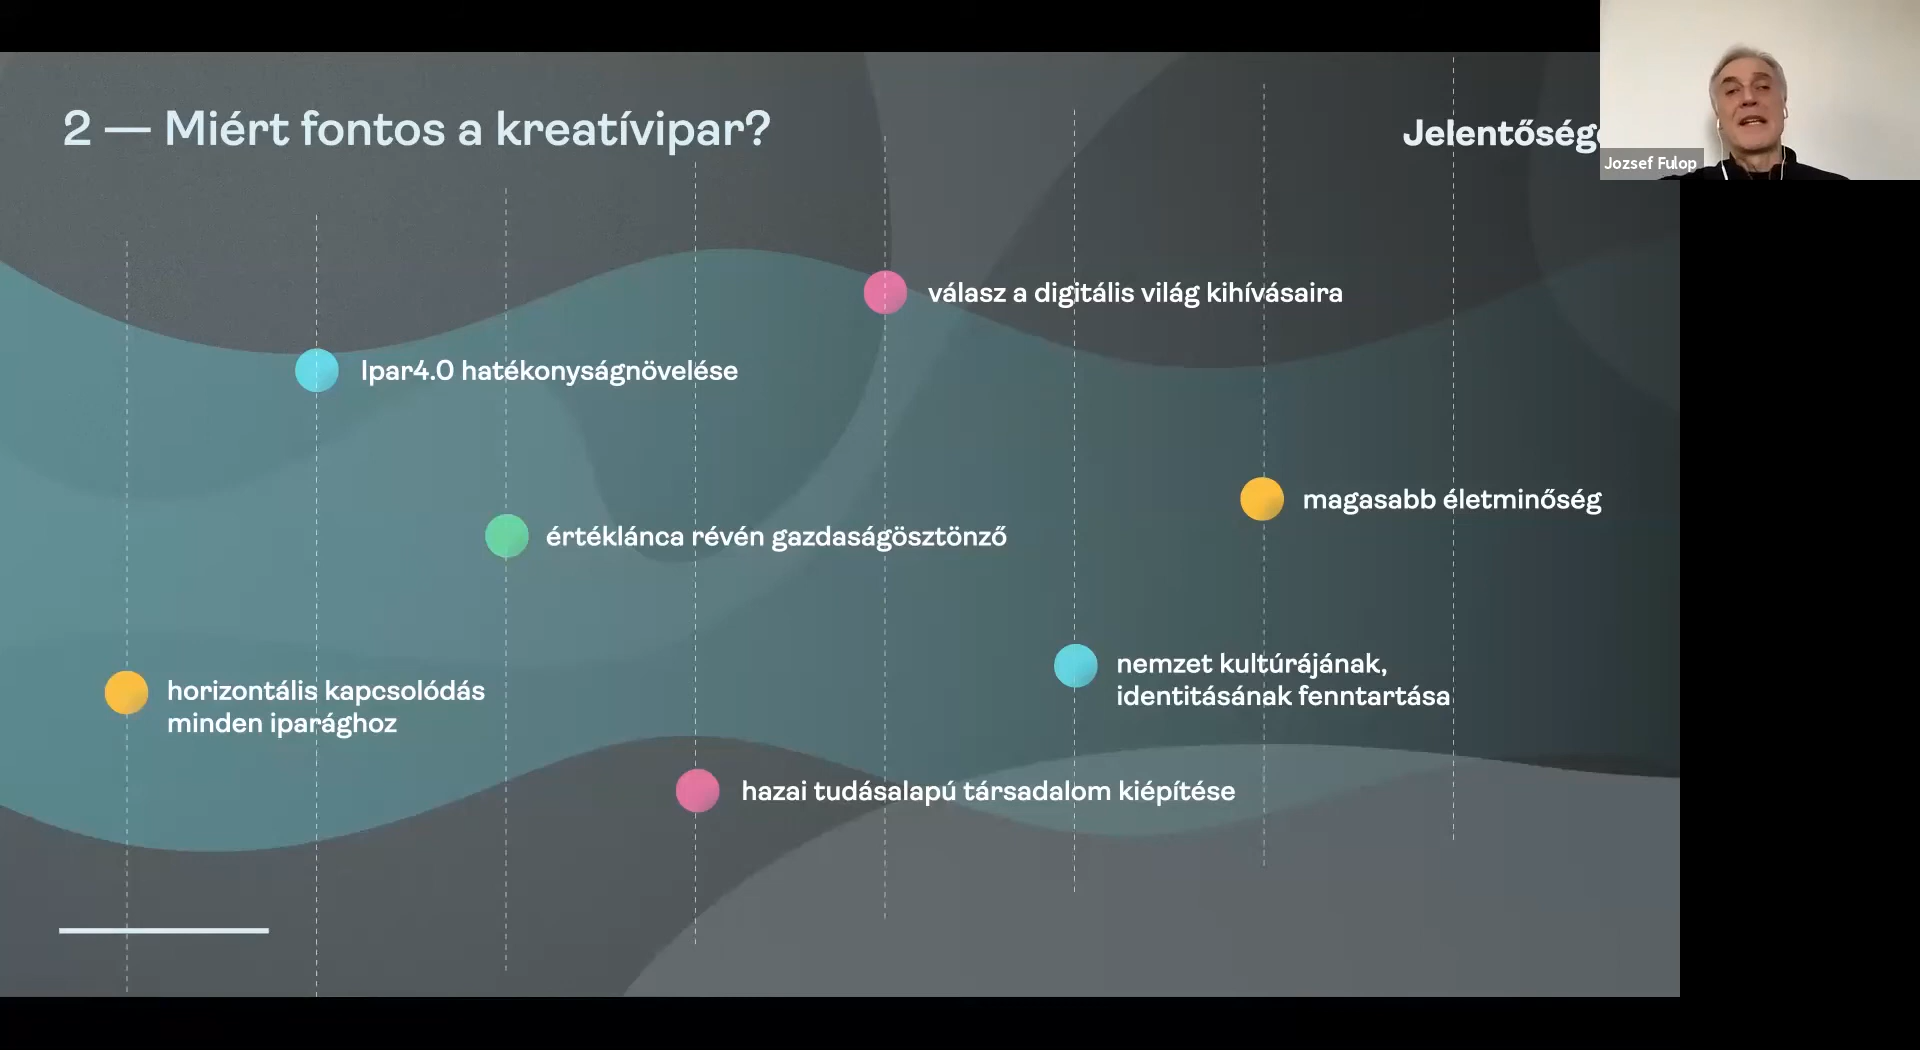 2 — Miért fontos a kreatívipar?
Jozsef Fulop
válasz a digitális világ kihívásaira
Ipar4.0 hatékonyságnövelése
magasabb életminőség
értéklánca révén gazdaságösztönző
nemzet kultúrájának,
identitásának fenntartása
horizontális kapcsolódás
minden iparághoz
hazai tudásalapú társadalom kiépítése